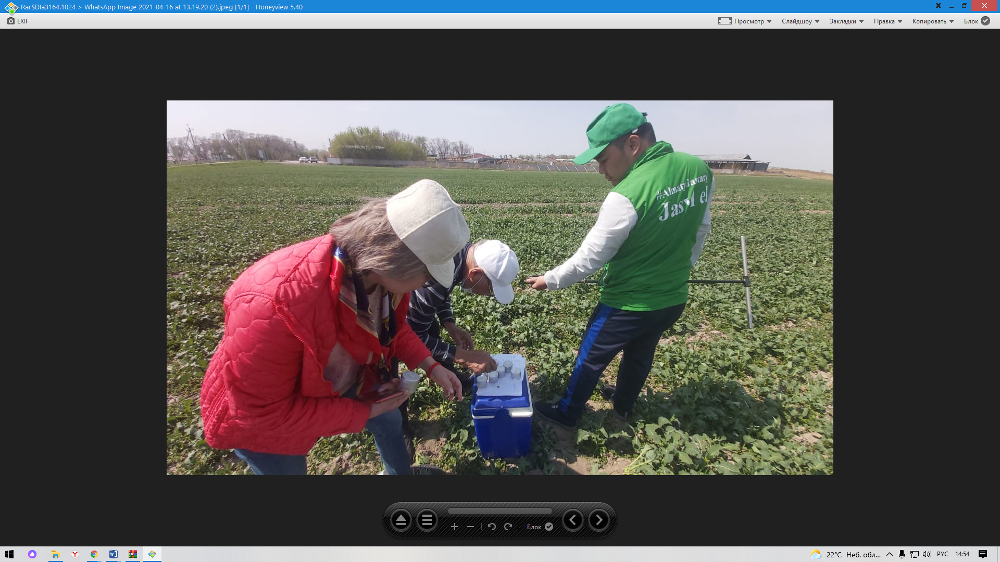 Rar$DIa3164.1024 > WhatsApp Image 2021-04-16 at 13.19.20 (2).jpeg [1/1] - Honeyview 5.40
EXIF
Просмотр
Слайдшоу
Закладки
Правка
Копировать
Блок
Jasyl el
Блок
22°C Неб. обл...
РУС
14:54